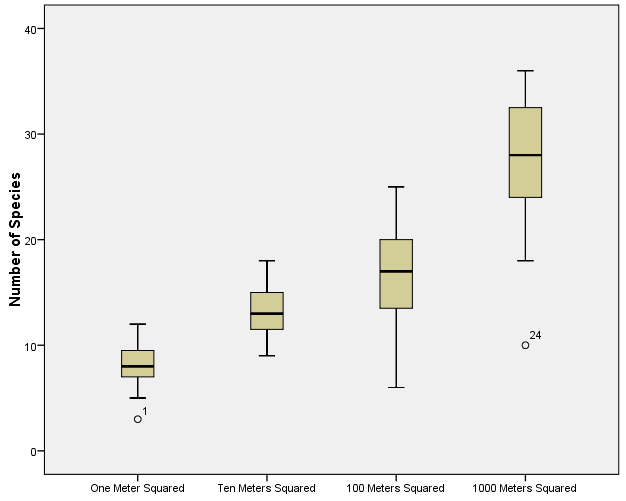 Number of Species
40
30
20
10
0
1
24
One Meter Squared
Ten Meters Squared
100 Meters Squared
1000 Meters Squared